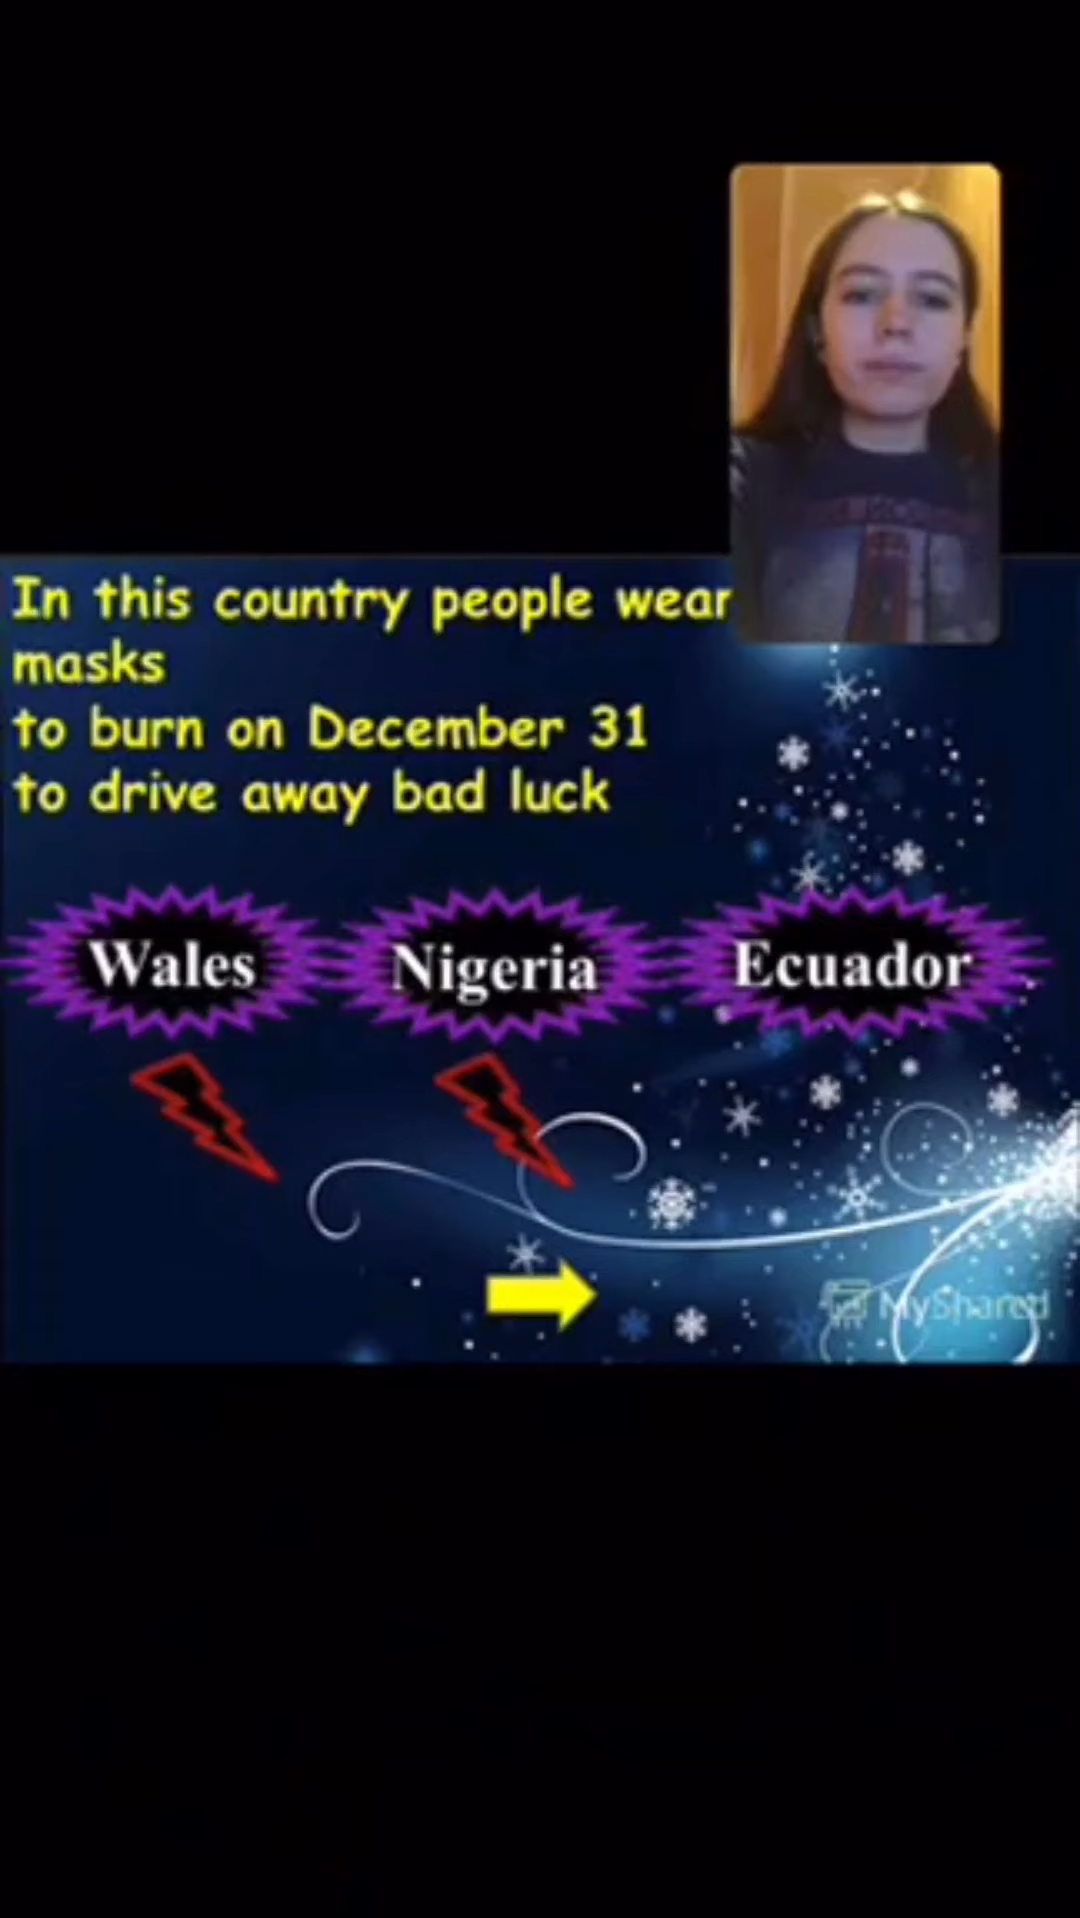 In this country people wear
masks
to burn on December 31
to drive away bad luck
Wales
Nigeria
Ecuador
MyShared